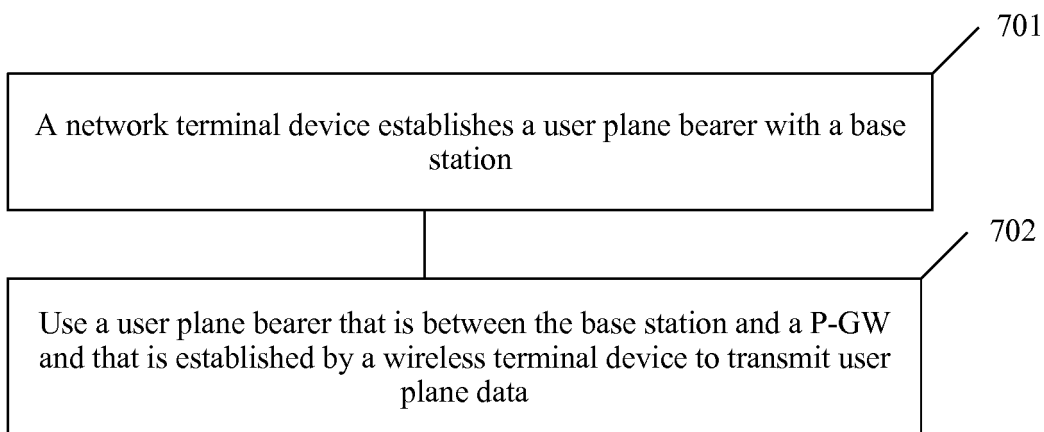 701
A network terminal device establishes a user plane bearer with a base
station
702
Use a user plane bearer that is between the base station and a P-GW
and that is established by a wireless terminal device to transmit user
plane data